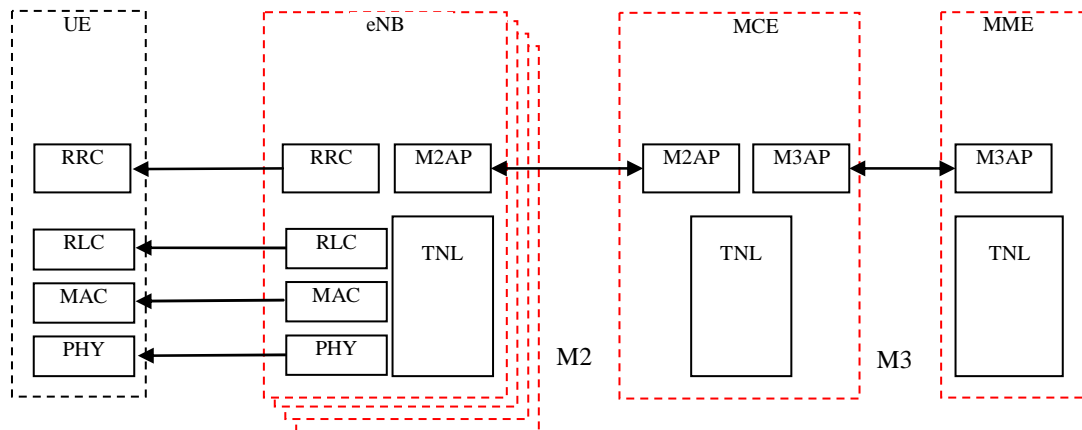 UE
eNB
MCE
MME
RRC
RRC
M2AP
M2AP
M3AP
M3AP
RLC
RLC
TNL
TNL
TNL
MAC
MAC
PHY
PHY
M2
M3